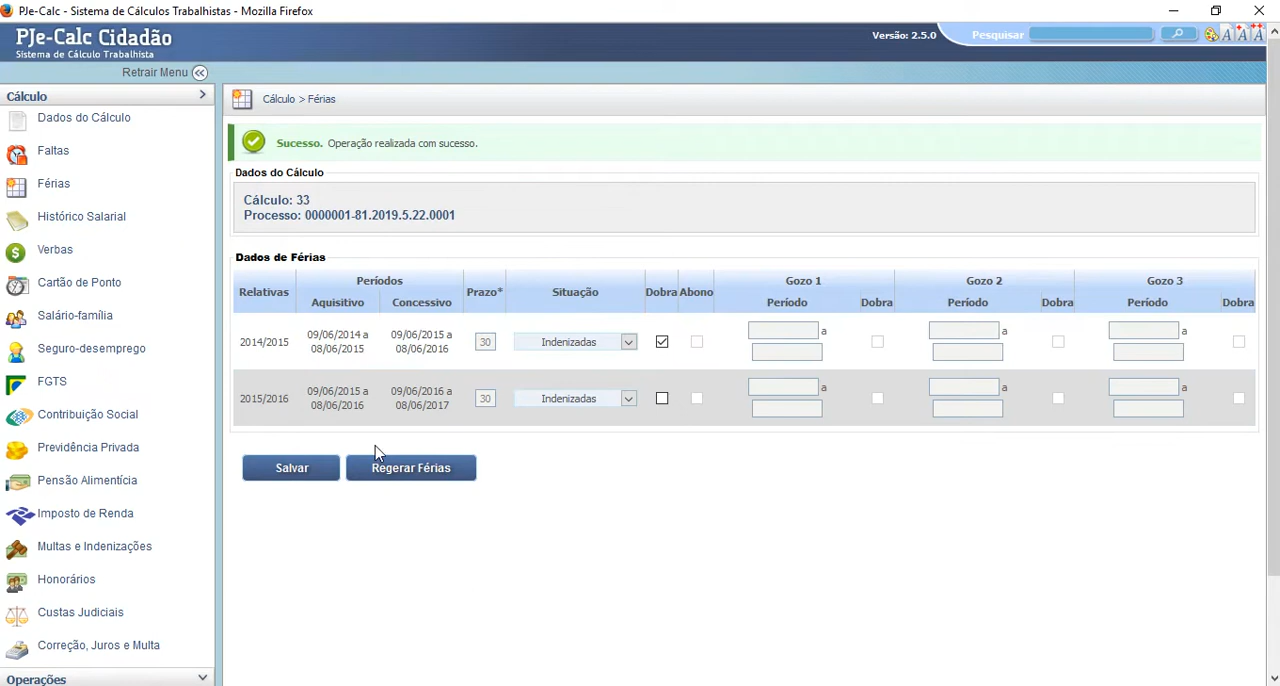 PJe-Calc - Sistema de Cálculos Trabalhistas - Mozilla Firefox
PJe-Calc Cidadão
Sistema de Cálculo Trabalhista
Versão: 2.5.0
Pesquisar
A A A
Retrair Menu
Cálculo
Dados do Cálculo
Faltas
Férias
Histórico Salarial
Verbas
Cartão de Ponto
Salário-família
Seguro-desemprego
FGTS
Contribuição Social
Previdência Privada
Pensão Alimentícia
Imposto de Renda
Multas e Indenizações
Honorários
Custas Judiciais
Correção, Juros e Multa
Operações
Cálculo > Férias
Sucesso. Operação realizada com sucesso.
Dados do Cálculo
Cálculo: 33
Processo: 0000001-81.2019.5.22.0001
Dados de Férias
Relativas Períodos Prazo* Situação Dobra Abono Gozo 1 Gozo 2 Gozo 3
Aquisitivo Concessivo Período Dobra Período Dobra Período Dobra
2014/2015 09/06/2014 a 08/06/2015 09/06/2015 a 08/06/2016 30 Indenizadas a a a
2015/2016 09/06/2015 a 08/06/2016 09/06/2016 a 08/06/2017 30 Indenizadas a a a
Salvar Regerar Férias